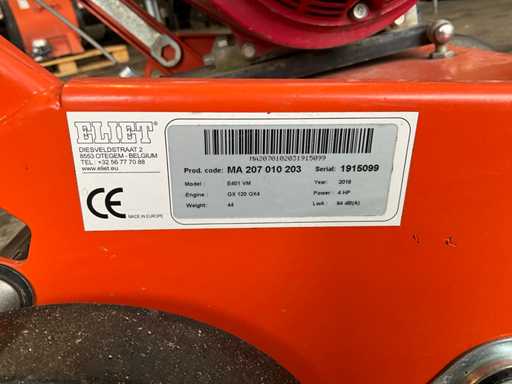 ELIET
DIESVELDSTRAAT 2
8553 OTEGEM - BELGIUM
TEL : +32 56 77 70 88
www.eliet.eu
CE
MADE IN EUROPE
MA2070102031915099
Prod. code: MA 207 010 203 Serial: 1915099
Model : E401 VM Year: 2018
Engine : GX 120 QX4 Power : 4 HP
Weight: 44 LwA : 94 dB(A)